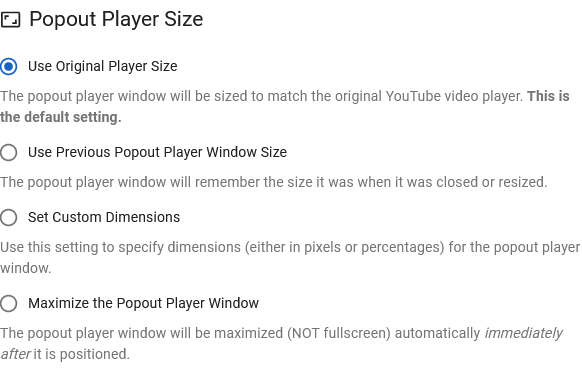 Popout Player Size
Use Original Player Size
The popout player window will be sized to match the original YouTube video player. This is
the default setting.
Use Previous Popout Player Window Size
The popout player window will remember the size it was when it was closed or resized.
Set Custom Dimensions
Use this setting to specify dimensions (either in pixels or percentages) for the popout player
window.
Maximize the Popout Player Window
The popout player window will be maximized (NOT fullscreen) automatically immediately
after it is positioned.